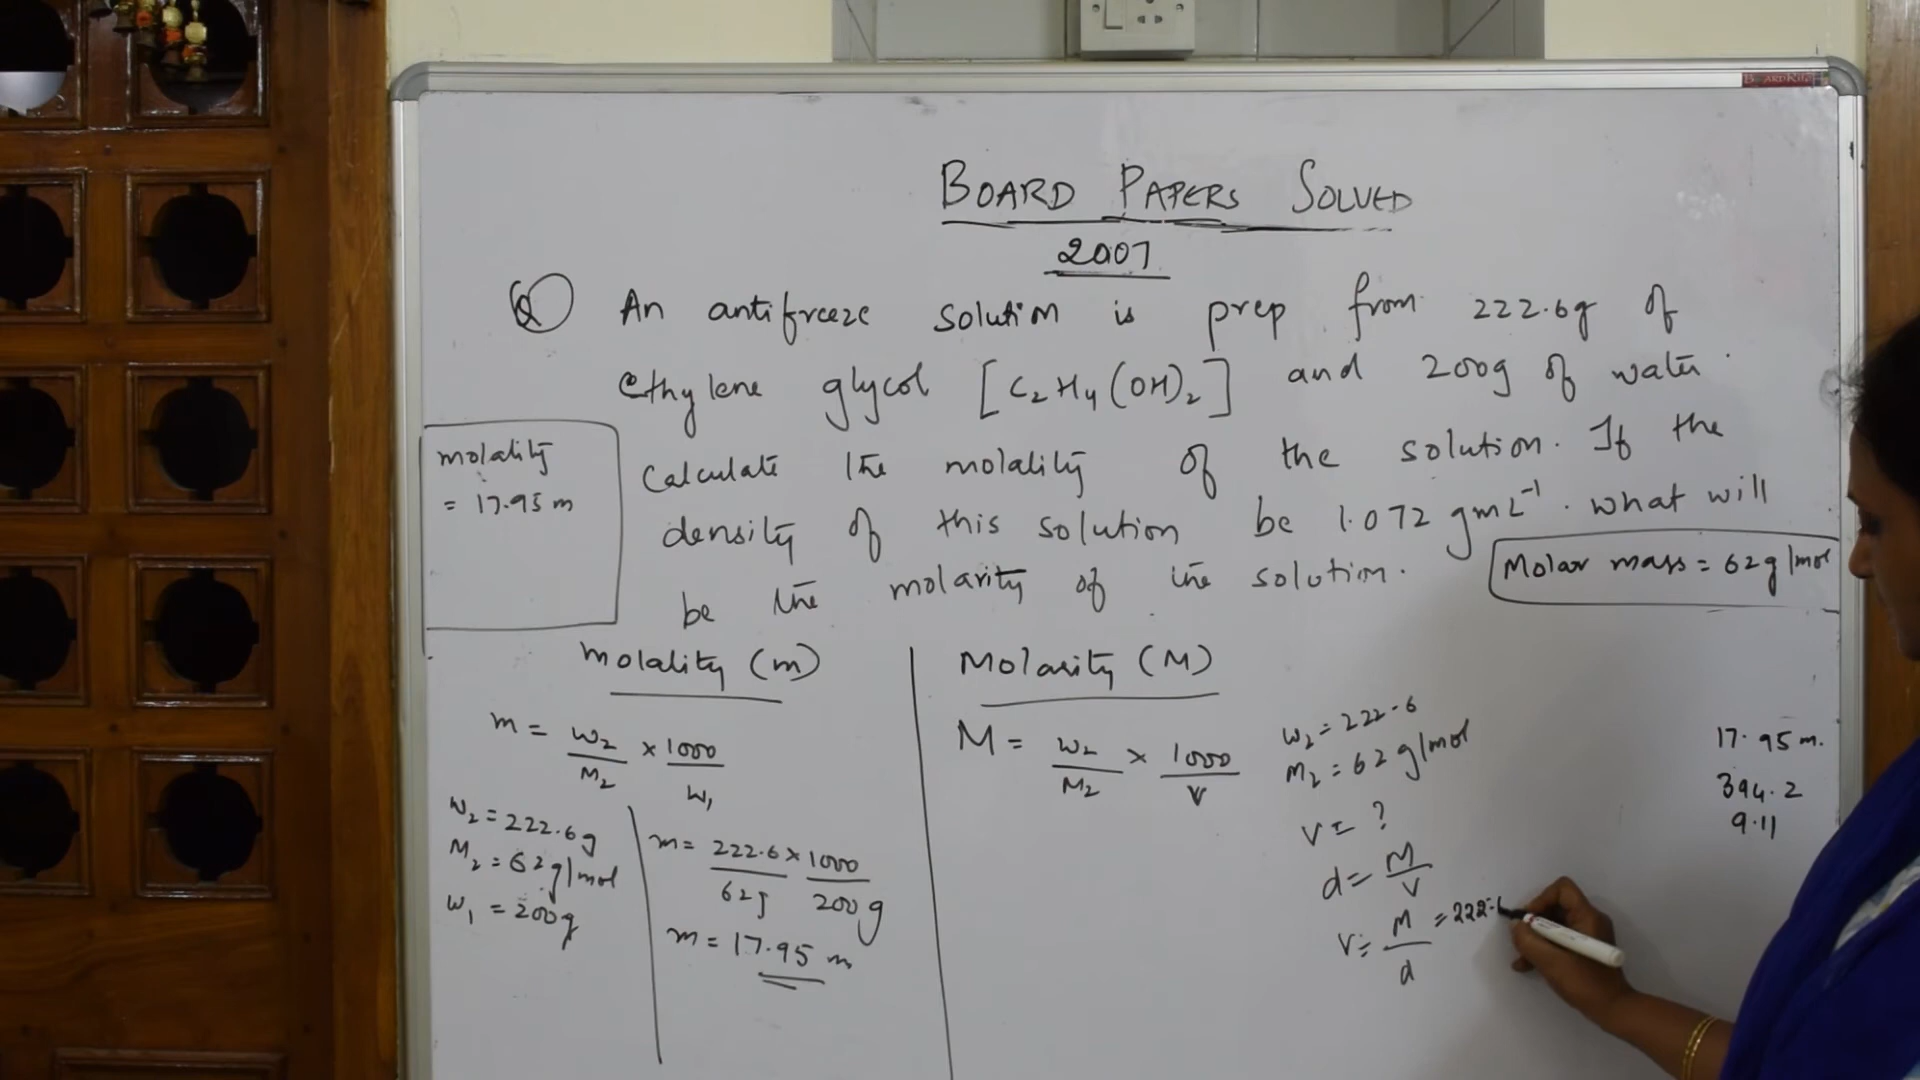 BOARD PAPERS SOLVED
2007
Q An antifreeze solution is prep. from 222.6g of
ethylene glycol [C₂H₄(OH)₂] and 200g of water.
Calculate the molality of the solution. If the
density of this solution be 1.072 g mL⁻¹. what will
be the molarity of the solution.
molality
= 17.95 m
Molar mass = 62 g/mol
molality (m)
m = W₂/M₂ × 1000/W₁
W₂ = 222.6g
M₂ = 62 g/mol
W₁ = 200g
m = 222.6/62g × 1000/200g
m = 17.95 m
Molarity (M)
M = W₂/M₂ × 1000/V
W₂ = 222.6
M₂ = 62 g/mol
V = ?
d = M/V
V = M/d = 222.6
17.95 m.
394.2
9.11